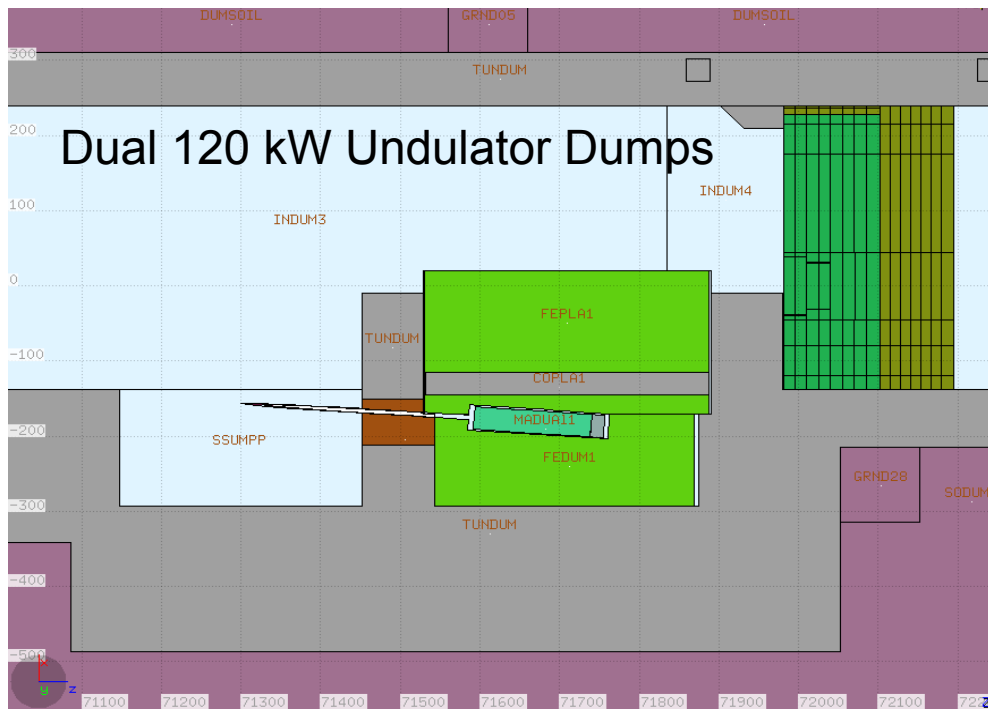 DUMSOIL GRND05 DUMSOIL
300
TUNDUM
200
Dual 120 kW Undulator Dumps
INDUM4
100
INDUM3
0
FEPLA1
TUNDUM
-100
COPLA1
MADUAl1
-200
SSUMPP
FEDUM1
GRND28
SODUM
-300
TUNDUM
-400
-500
x
y z
71100 71200 71300 71400 71500 71600 71700 71800 71900 72000 72100